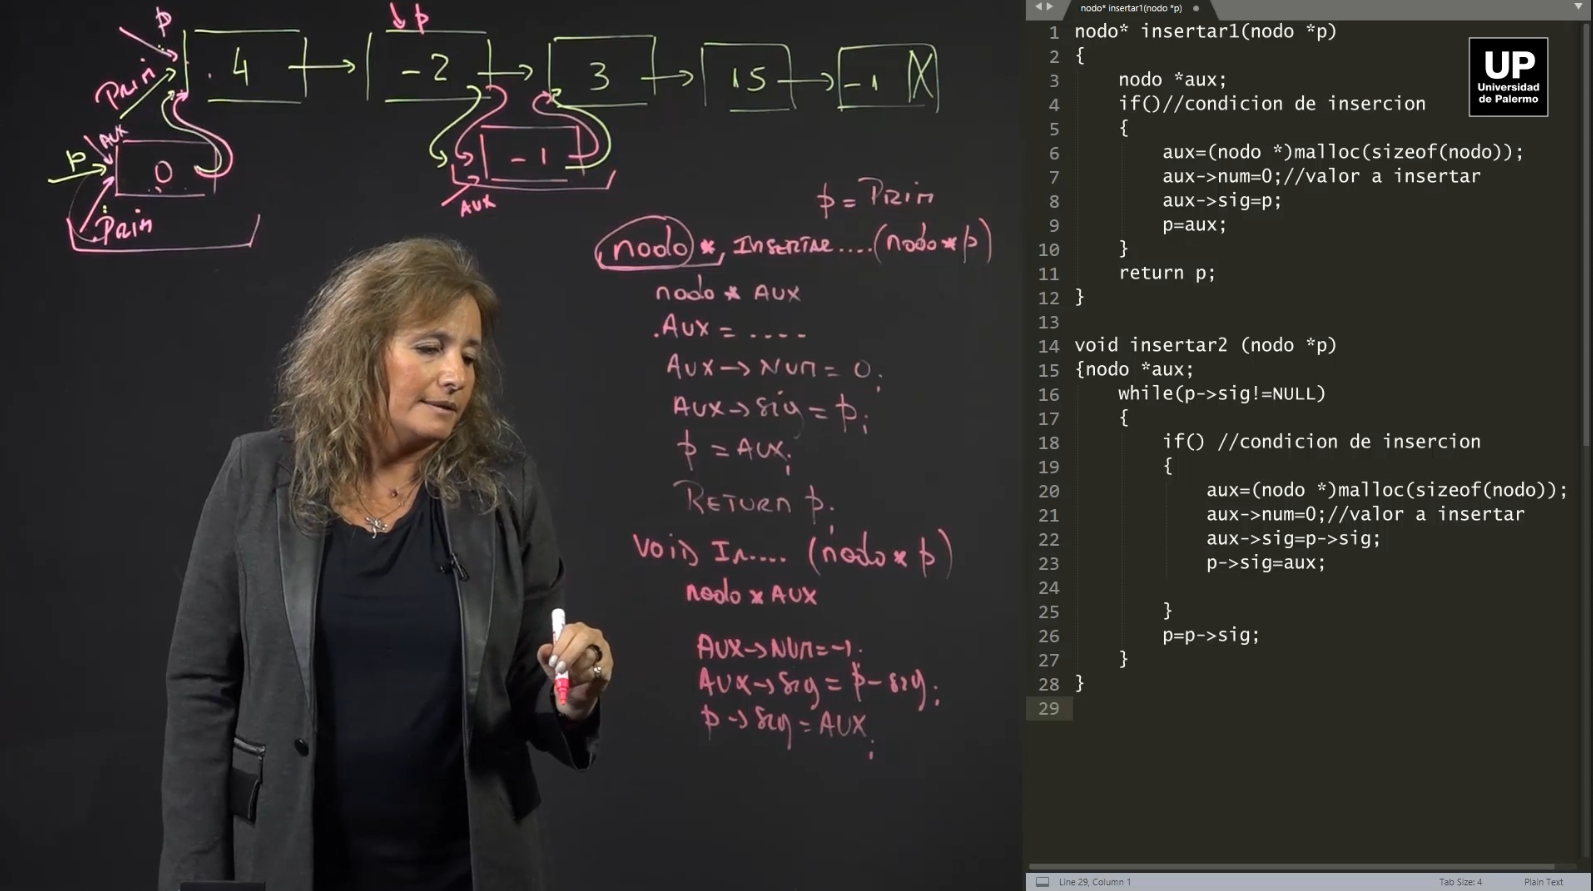 p
p
4
-2
3
15
-1
Prin
AUX
p
0
-1
Prin
AUX
p = Prin
nodo *, Insertar.... (nodo * p)
nodo * AUX
.AUX = ----
AUX → Num = 0;
AUX → sig = p;
p = AUX;
Return p;
Void In.... (nodo * p)
nodo * AUX
AUX → Num = -1.
AUX → Sig = p - sig;
p → Sig = AUX;
nodo* insertar1(nodo *p)
UP
Universidad
de Palermo
1 nodo* insertar1(nodo *p)
2 {
3 nodo *aux;
4 if()//condicion de insercion
5 {
6 aux=(nodo *)malloc(sizeof(nodo));
7 aux->num=0;//valor a insertar
8 aux->sig=p;
9 p=aux;
10 }
11 return p;
12 }
13
14 void insertar2 (nodo *p)
15 {nodo *aux;
16 while(p->sig!=NULL)
17 {
18 if() //condicion de insercion
19 {
20 aux=(nodo *)malloc(sizeof(nodo));
21 aux->num=0;//valor a insertar
22 aux->sig=p->sig;
23 p->sig=aux;
24
25 }
26 p=p->sig;
27 }
28 }
29
Line 29, Column 1 Tab Size: 4 Plain Text